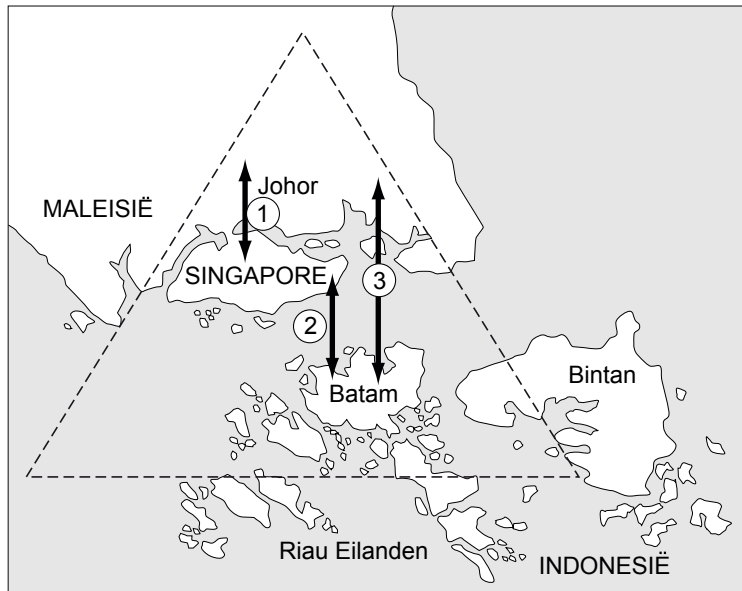 Johor
MALEISIË
1
SINGAPORE
3
2
Bintan
Batam
Riau Eilanden
INDONESIË